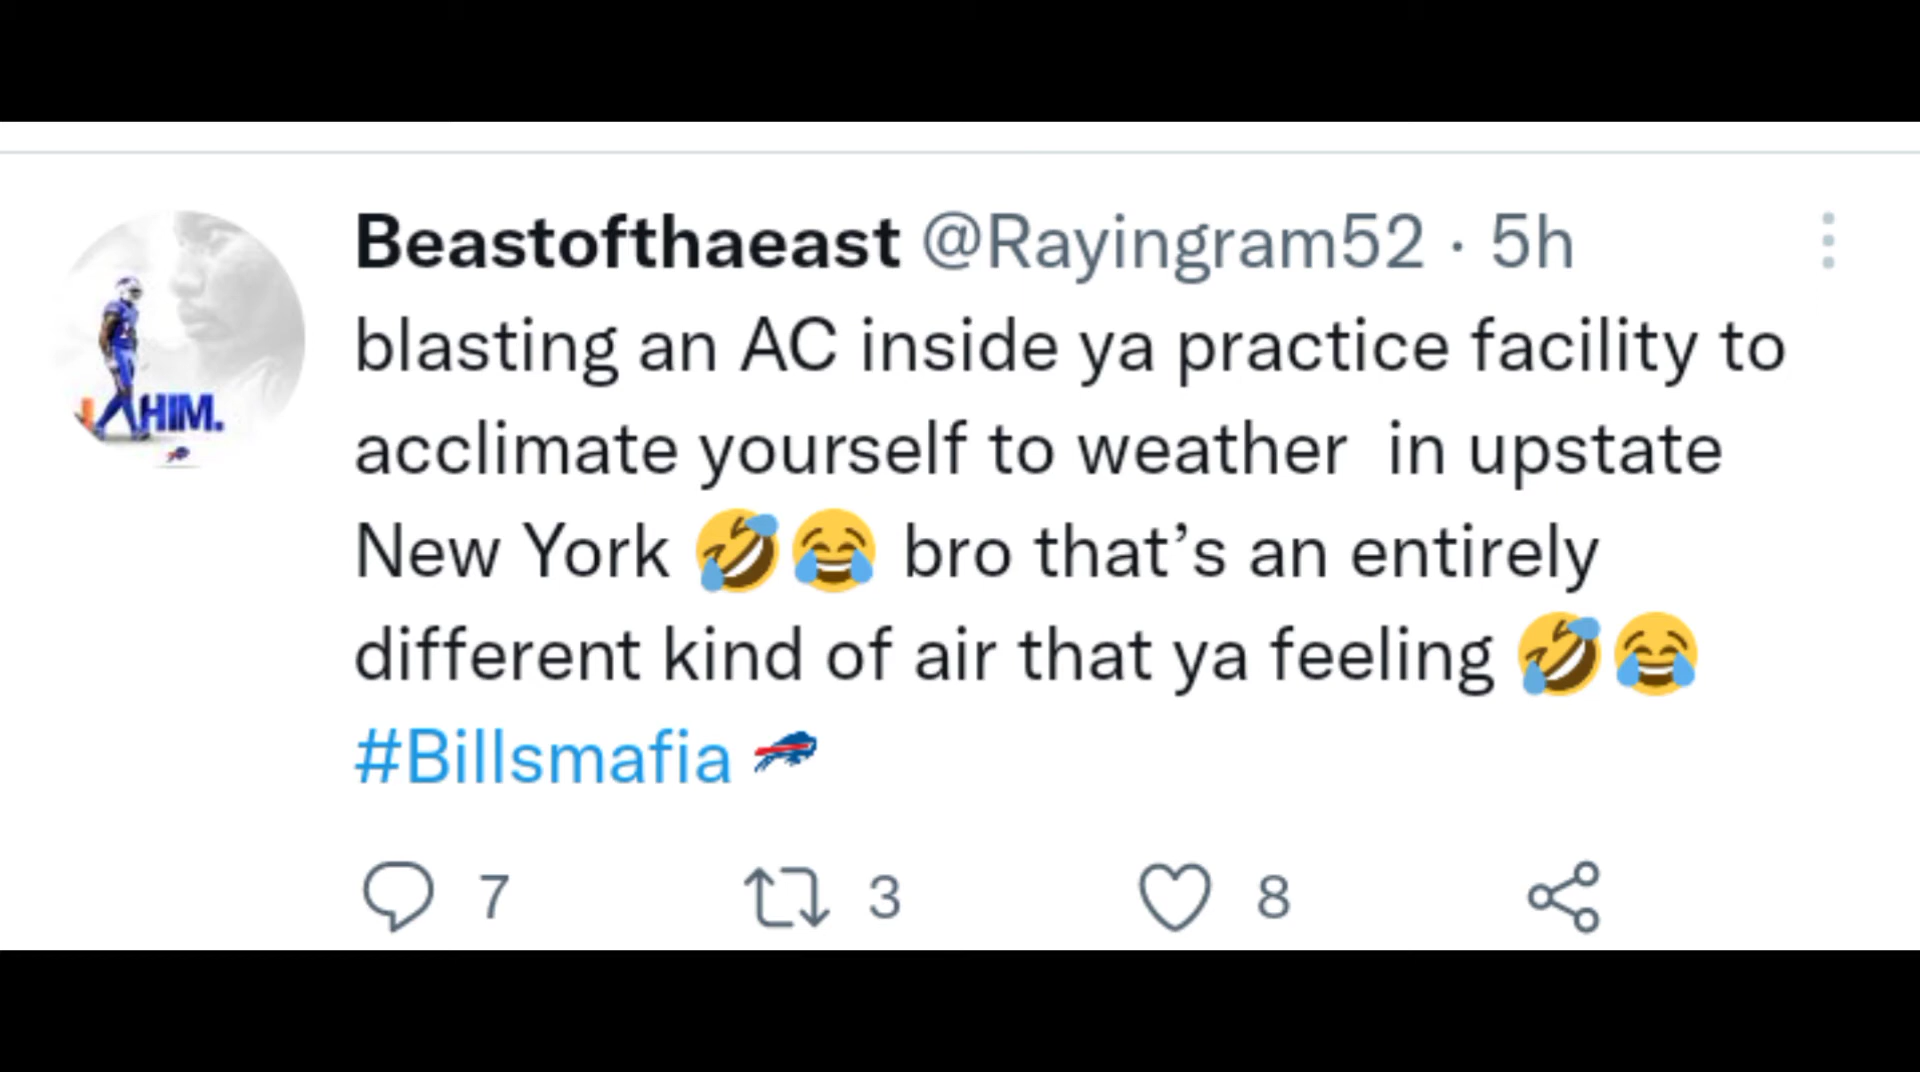 Beastofthaeast @Rayingram52 · 5h
blasting an AC inside ya practice facility to
acclimate yourself to weather  in upstate
New York 🤣😂 bro that’s an entirely
different kind of air that ya feeling 🤣😂
#Billsmafia
HIM.
7 3 8